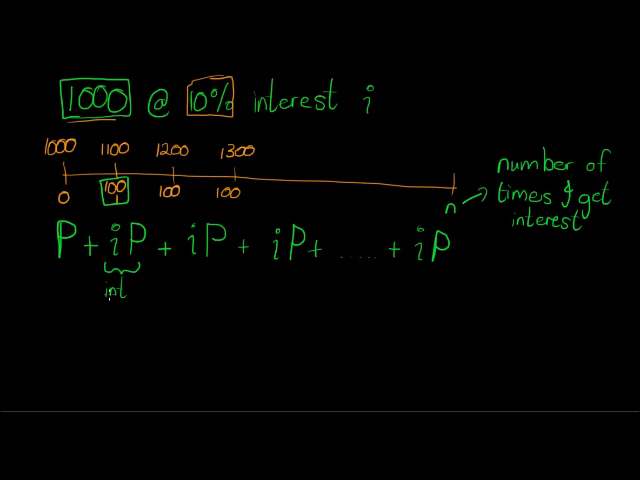 1000 @ 10% interest i
1000 1100 1200 1300
0 100 100 100 n
number of
times I get
interest
P + iP + iP + iP + ..... + iP
int